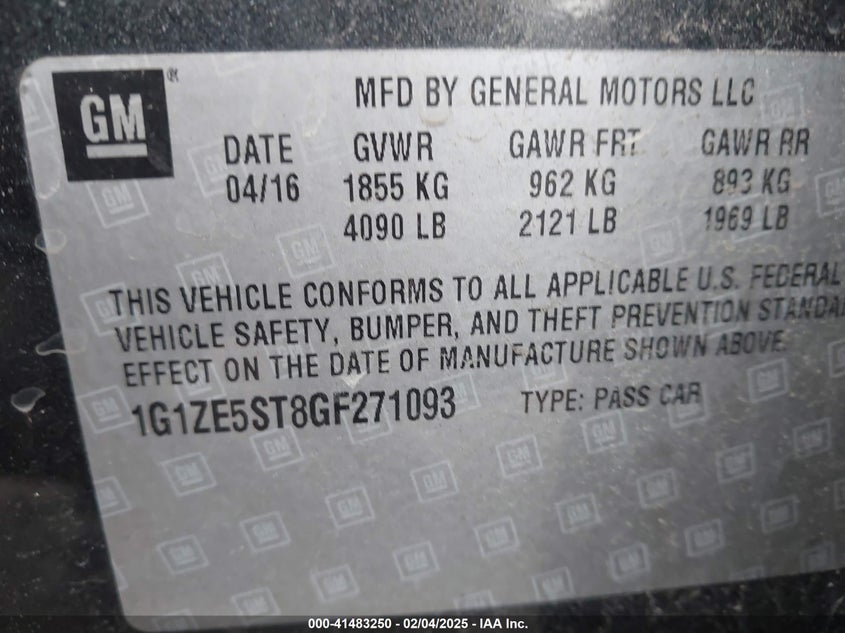 GM®
MFD BY GENERAL MOTORS LLC
DATE GVWR GAWR FRT GAWR RR
04/16 1855 KG 962 KG 893 KG
4090 LB 2121 LB 1969 LB
THIS VEHICLE CONFORMS TO ALL APPLICABLE U.S. FEDERAL
VEHICLE SAFETY, BUMPER, AND THEFT PREVENTION STANDA
EFFECT ON THE DATE OF MANUFACTURE SHOWN ABOVE.
1G1ZE5ST8GF271093 TYPE: PASS CAR
000-41483250 - 02/04/2025 - IAA Inc.